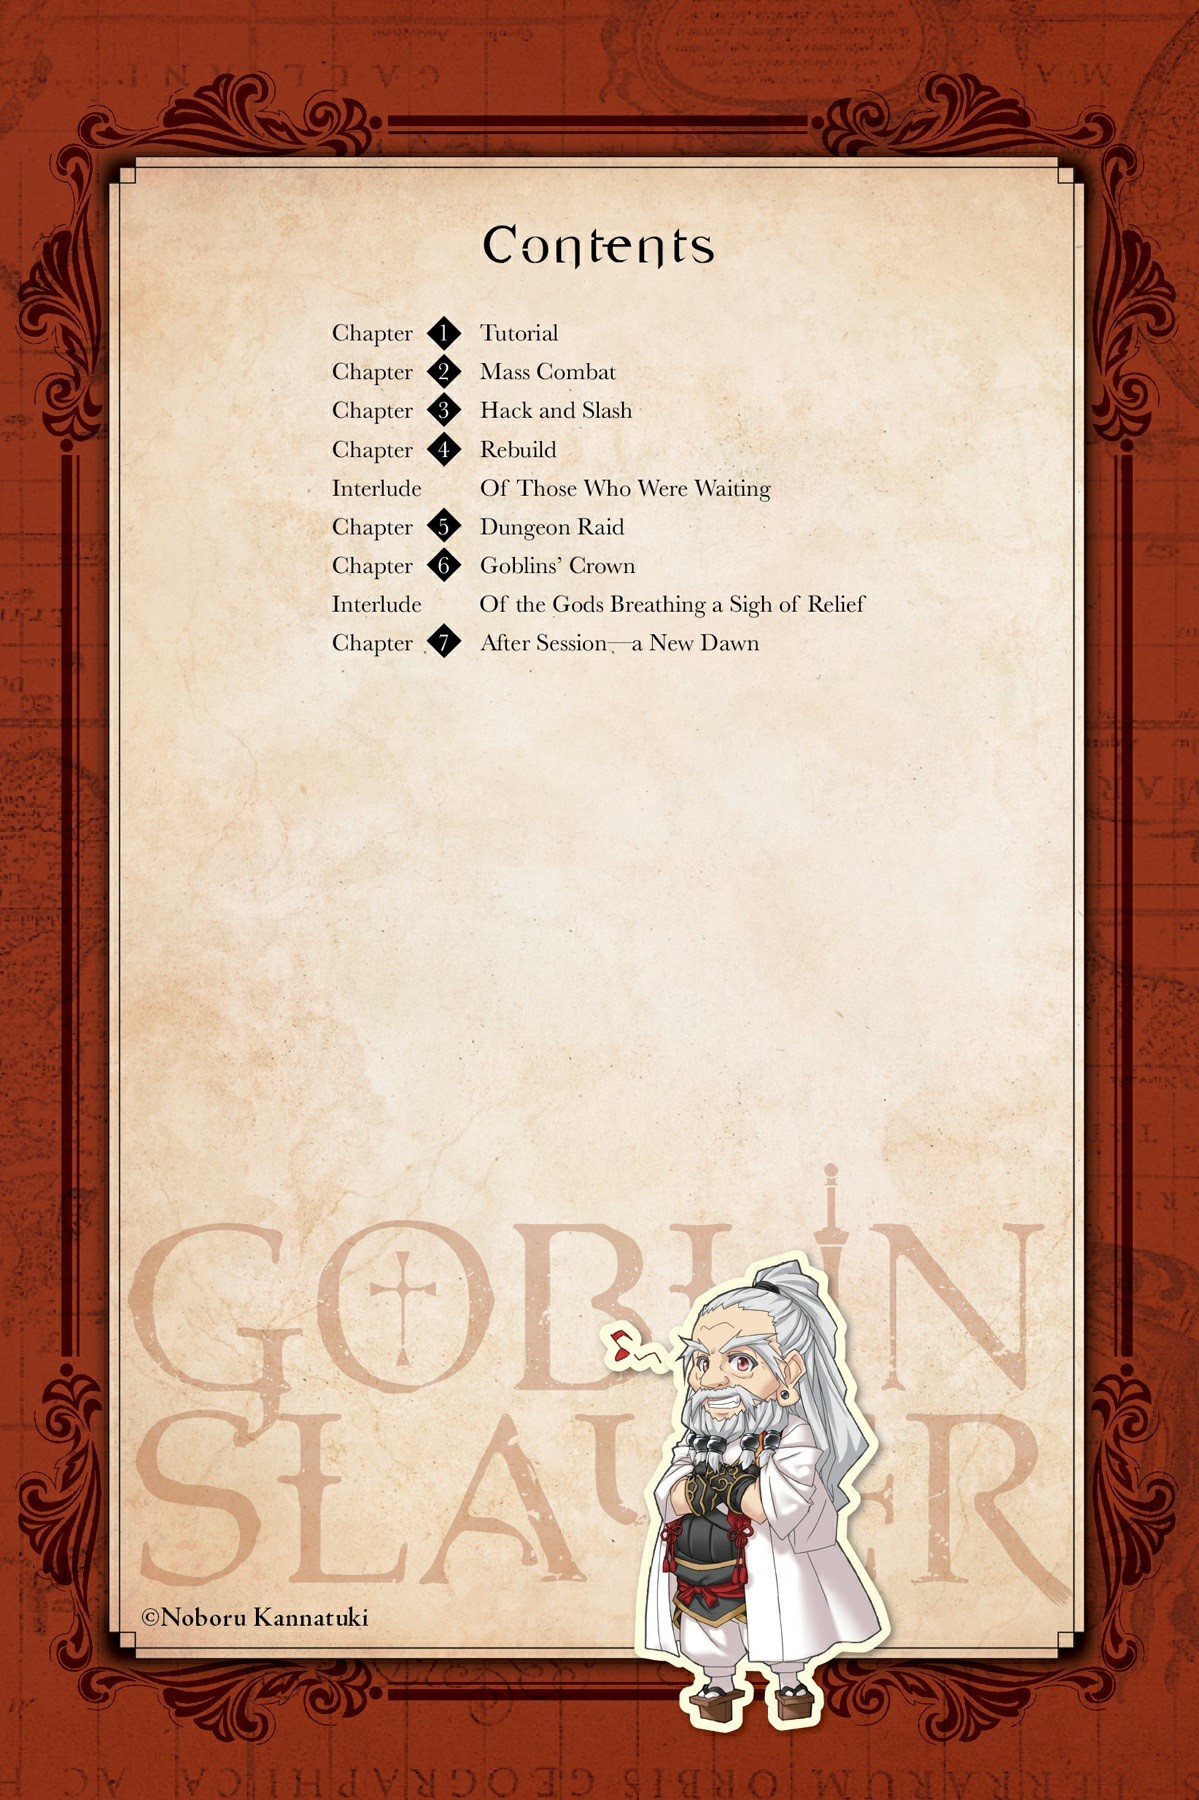 Contents
Chapter 1 Tutorial
Chapter 2 Mass Combat
Chapter 3 Hack and Slash
Chapter 4 Rebuild
Interlude Of Those Who Were Waiting
Chapter 5 Dungeon Raid
Chapter 6 Goblins’ Crown
Interlude Of the Gods Breathing a Sigh of Relief
Chapter 7 After Session—a New Dawn
GOBLIN
SLAYER
©Noboru Kannatuki